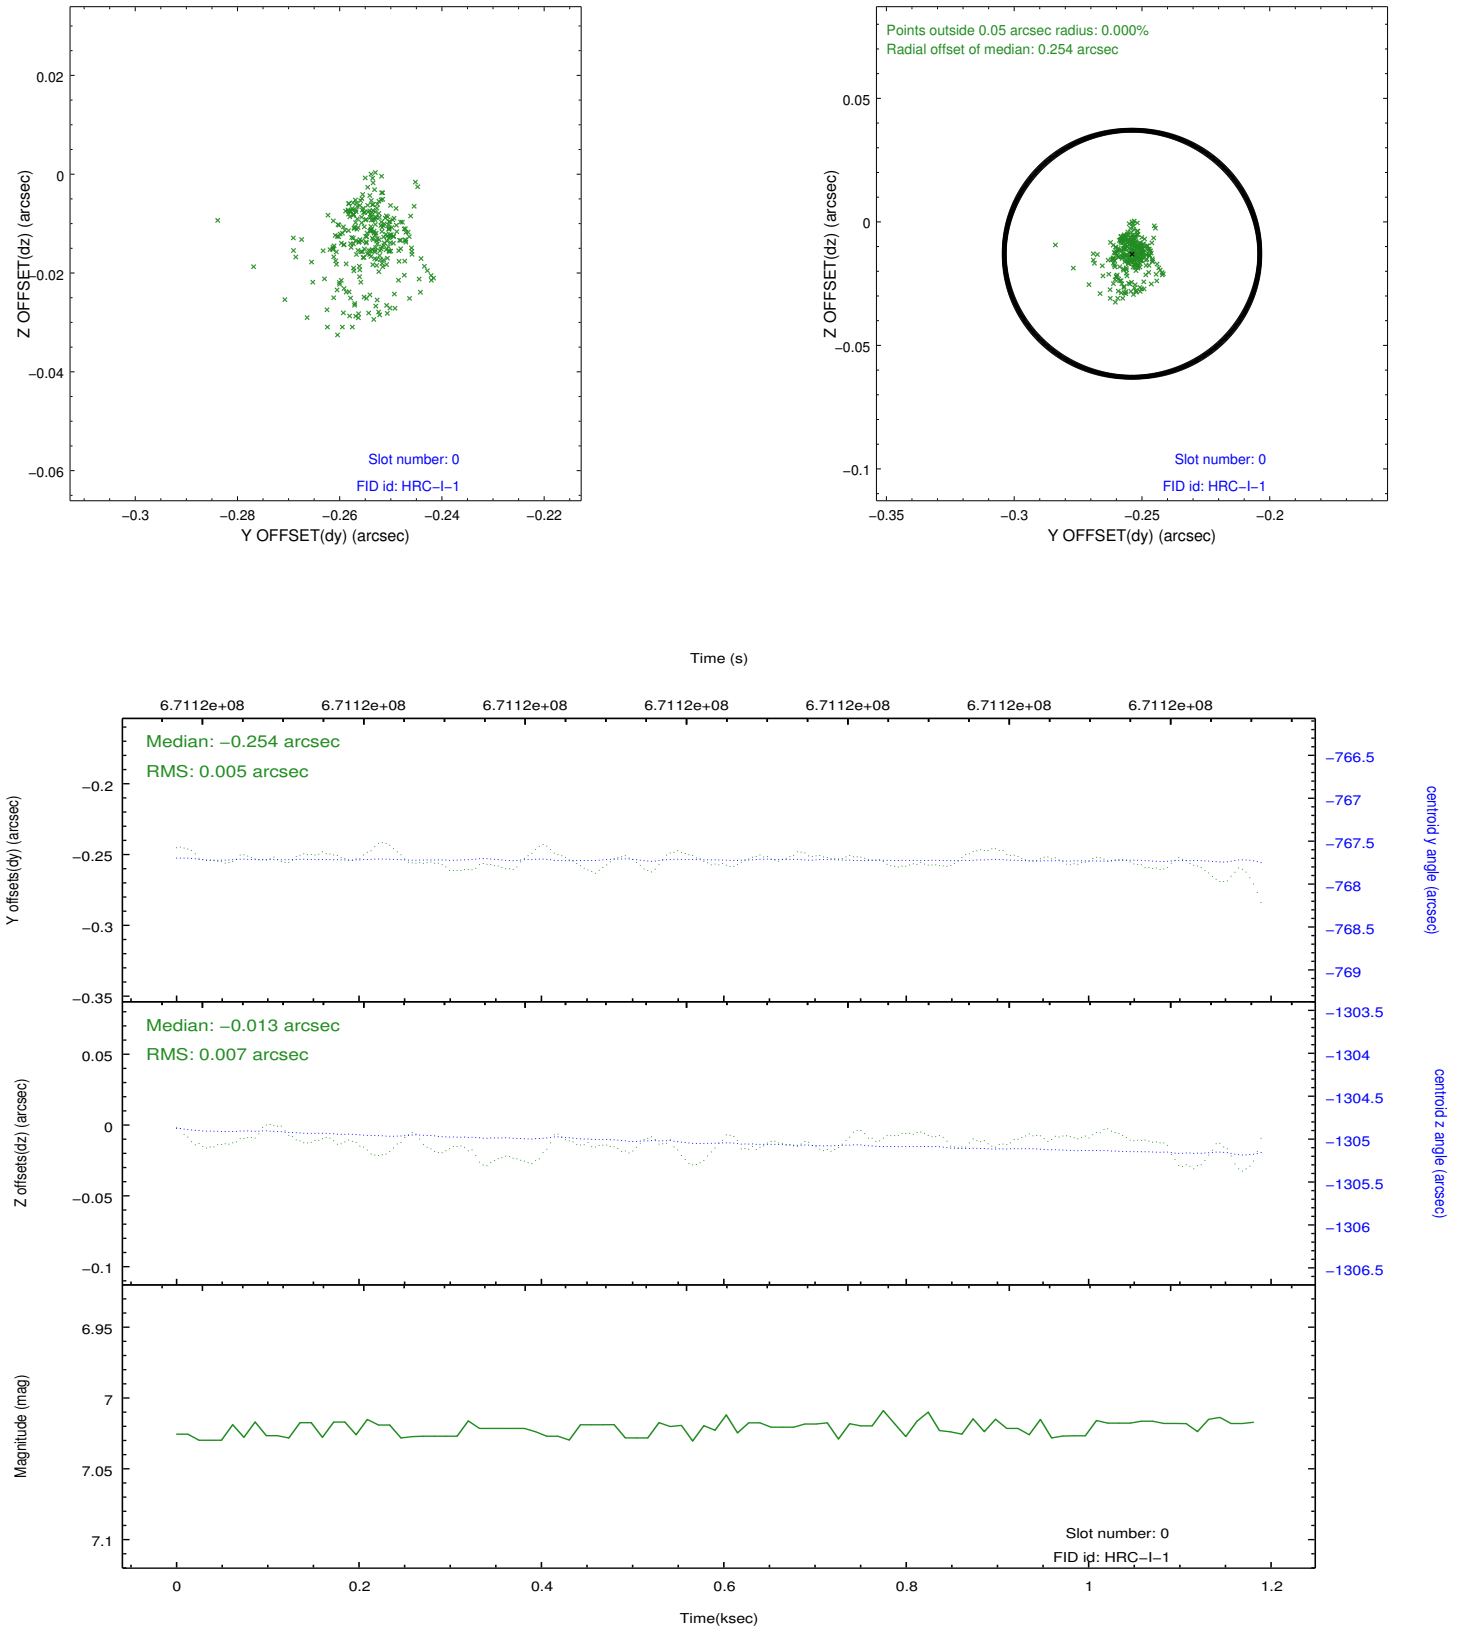 0.02
0
−0.02
−0.04
−0.06
Z OFFSET(dz) (arcsec)
Slot number: 0
FID id: HRC−I−1
−0.3 −0.28 −0.26 −0.24 −0.22
Y OFFSET(dy) (arcsec)
Points outside 0.05 arcsec radius: 0.000%
Radial offset of median: 0.254 arcsec
0.05
0
−0.05
−0.1
Z OFFSET(dz) (arcsec)
Slot number: 0
FID id: HRC−I−1
−0.35 −0.3 −0.25 −0.2
Y OFFSET(dy) (arcsec)
Time (s)
6.7112e+08 6.7112e+08 6.7112e+08 6.7112e+08 6.7112e+08 6.7112e+08 6.7112e+08
Median: −0.254 arcsec
RMS: 0.005 arcsec
−0.2
−0.25
−0.3
−0.35
Y offsets(dy) (arcsec)
−766.5
−767
−767.5
−768
−768.5
−769
centroid y angle (arcsec)
Median: −0.013 arcsec
RMS: 0.007 arcsec
0.05
0
−0.05
−0.1
Z offsets(dz) (arcsec)
−1303.5
−1304
−1304.5
−1305
−1305.5
−1306
−1306.5
centroid z angle (arcsec)
6.95
7
7.05
7.1
Magnitude (mag)
Slot number: 0
FID id: HRC−I−1
0 0.2 0.4 0.6 0.8 1 1.2
Time(ksec)